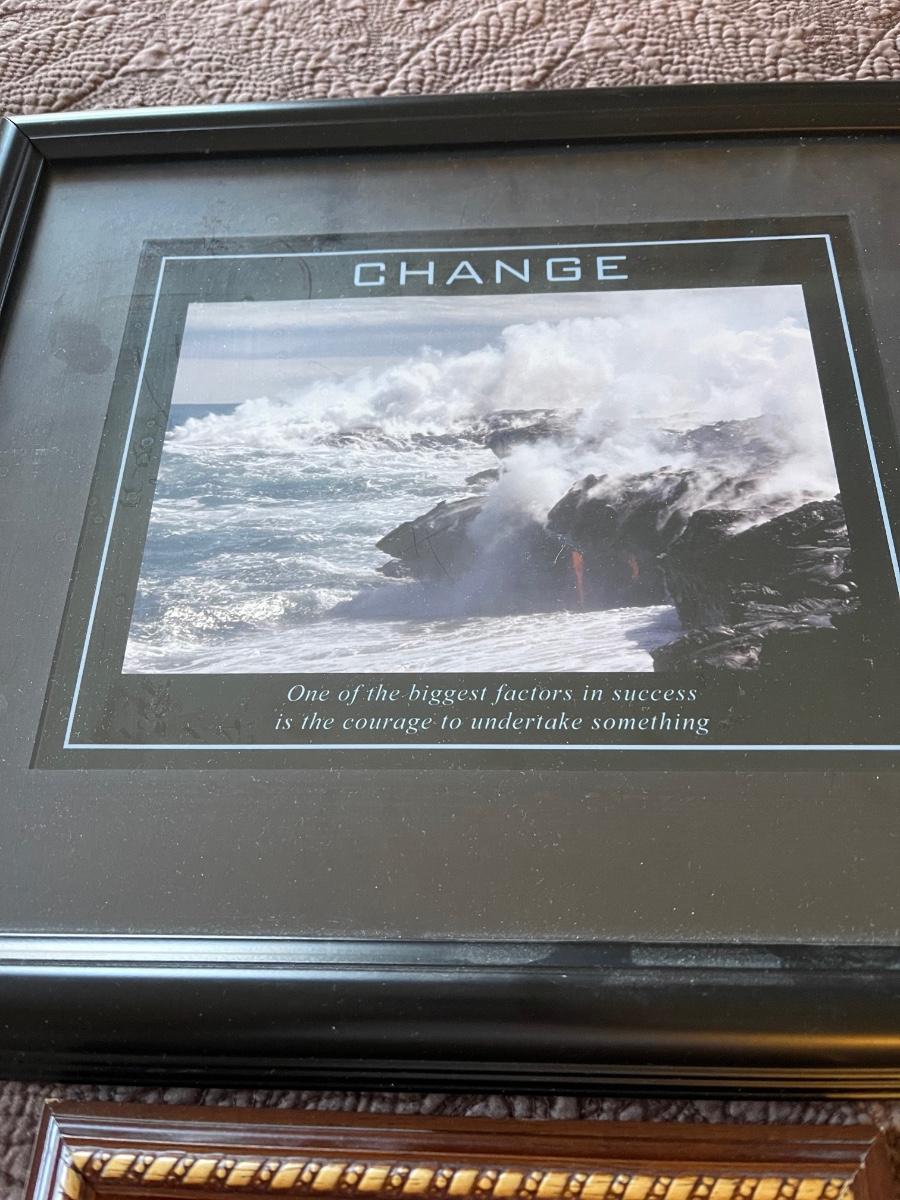 CHANGE
One of the biggest factors in success
is the courage to undertake something